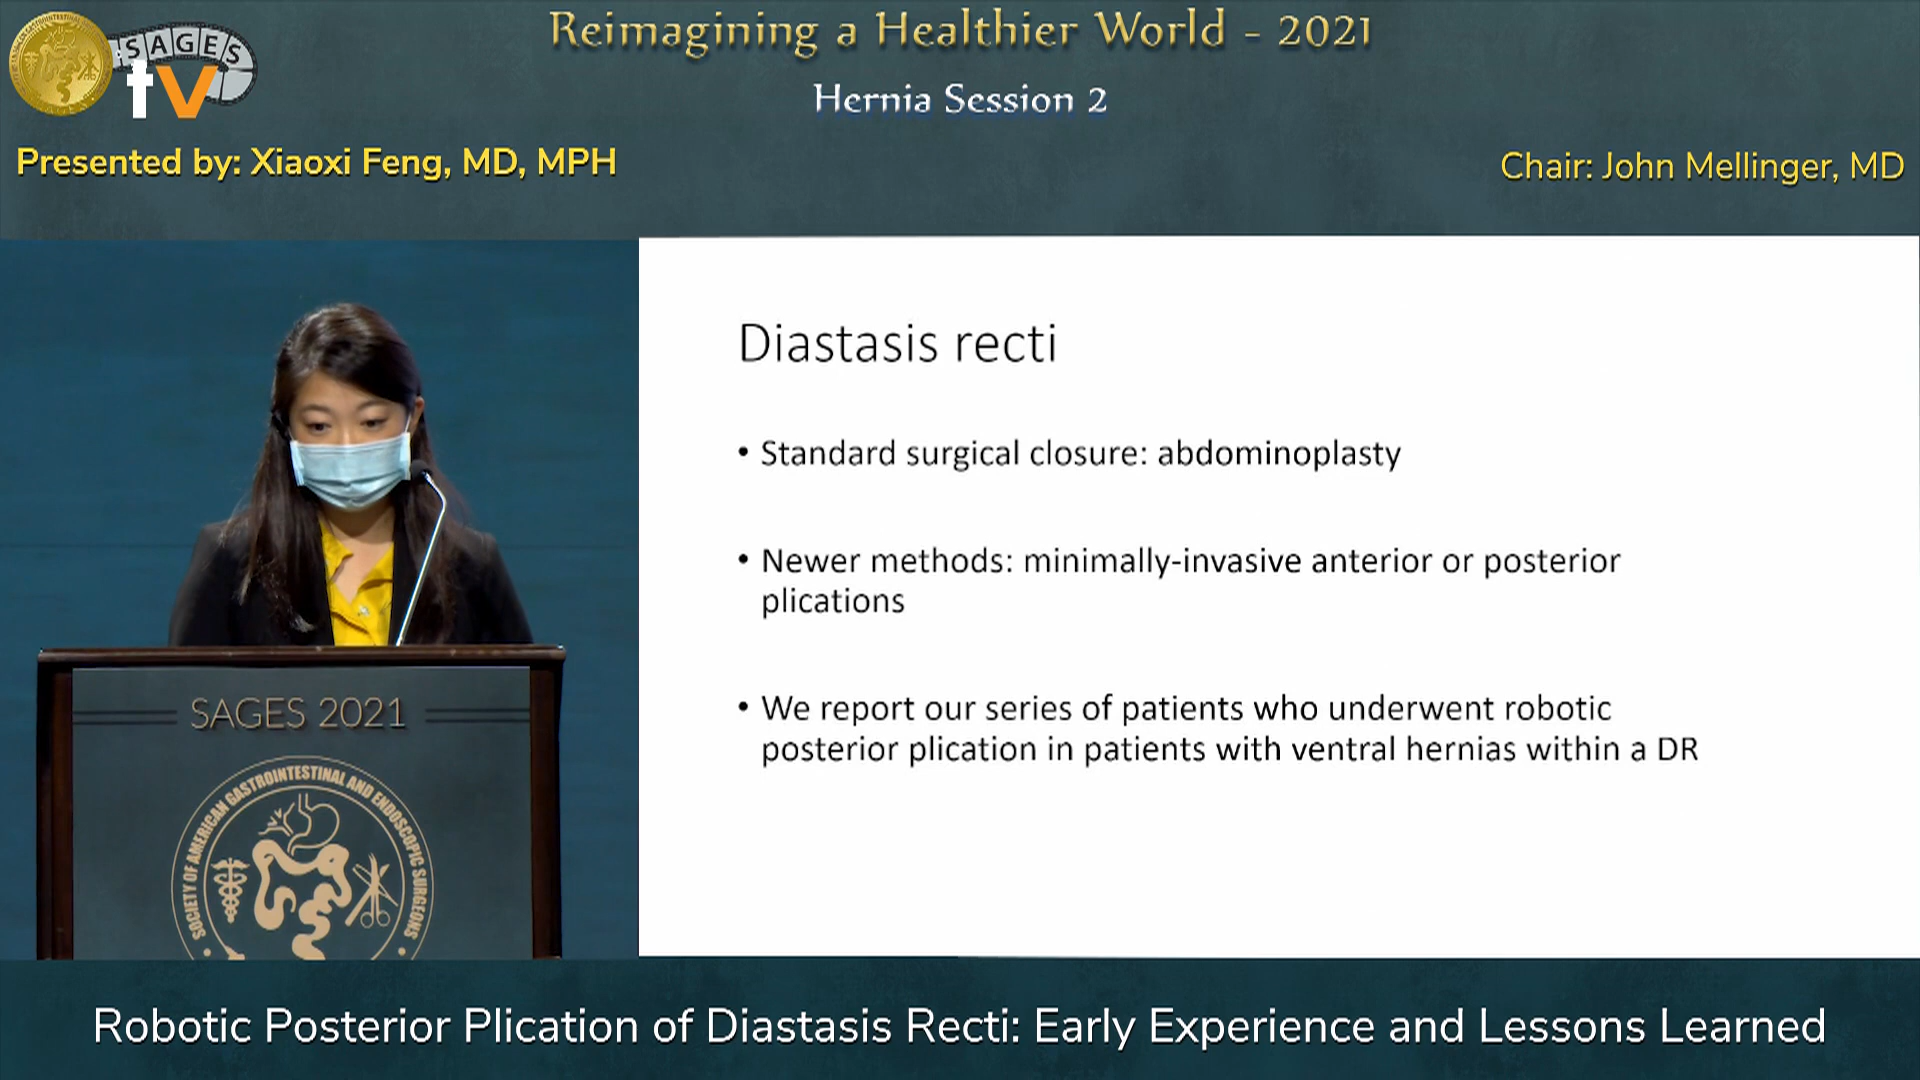 Reimagining a Healthier World - 2021
SAGES
tv
Hernia Session 2
Presented by: Xiaoxi Feng, MD, MPH
Chair: John Mellinger, MD
Diastasis recti
• Standard surgical closure: abdominoplasty
• Newer methods: minimally-invasive anterior or posterior
plications
• We report our series of patients who underwent robotic
posterior plication in patients with ventral hernias within a DR
SAGES 2021
SOCIETY OF AMERICAN GASTROINTESTINAL AND ENDOSCOPIC SURGEONS
Robotic Posterior Plication of Diastasis Recti: Early Experience and Lessons Learned